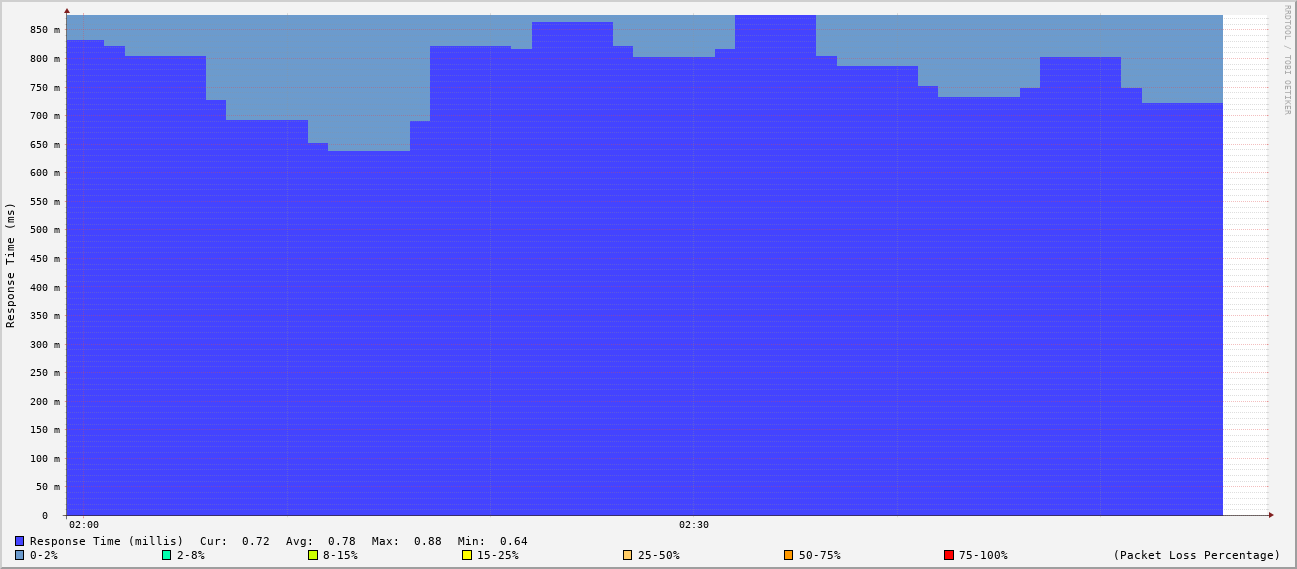 RRDTOOL / TOBI OETIKER
Response Time (ms)
850 m
800 m
750 m
700 m
650 m
600 m
550 m
500 m
450 m
400 m
350 m
300 m
250 m
200 m
150 m
100 m
50 m
0
02:00 02:30
Response Time (millis) Cur: 0.72 Avg: 0.78 Max: 0.88 Min: 0.64
0-2% 2-8% 8-15% 15-25% 25-50% 50-75% 75-100% (Packet Loss Percentage)